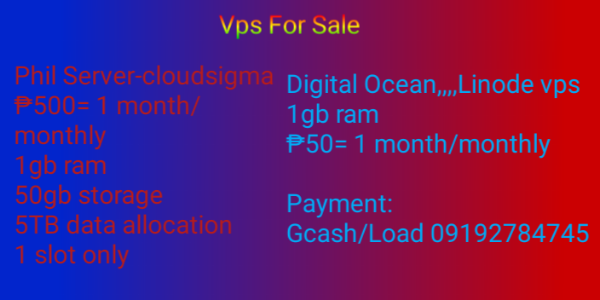 Vps For Sale
Phil Server-cloudsigma
₱500= 1 month/
monthly
1gb ram
50gb storage
5TB data allocation
1 slot only
Digital Ocean,,,,Linode vps
1gb ram
₱50= 1 month/monthly
Payment:
Gcash/Load 09192784745